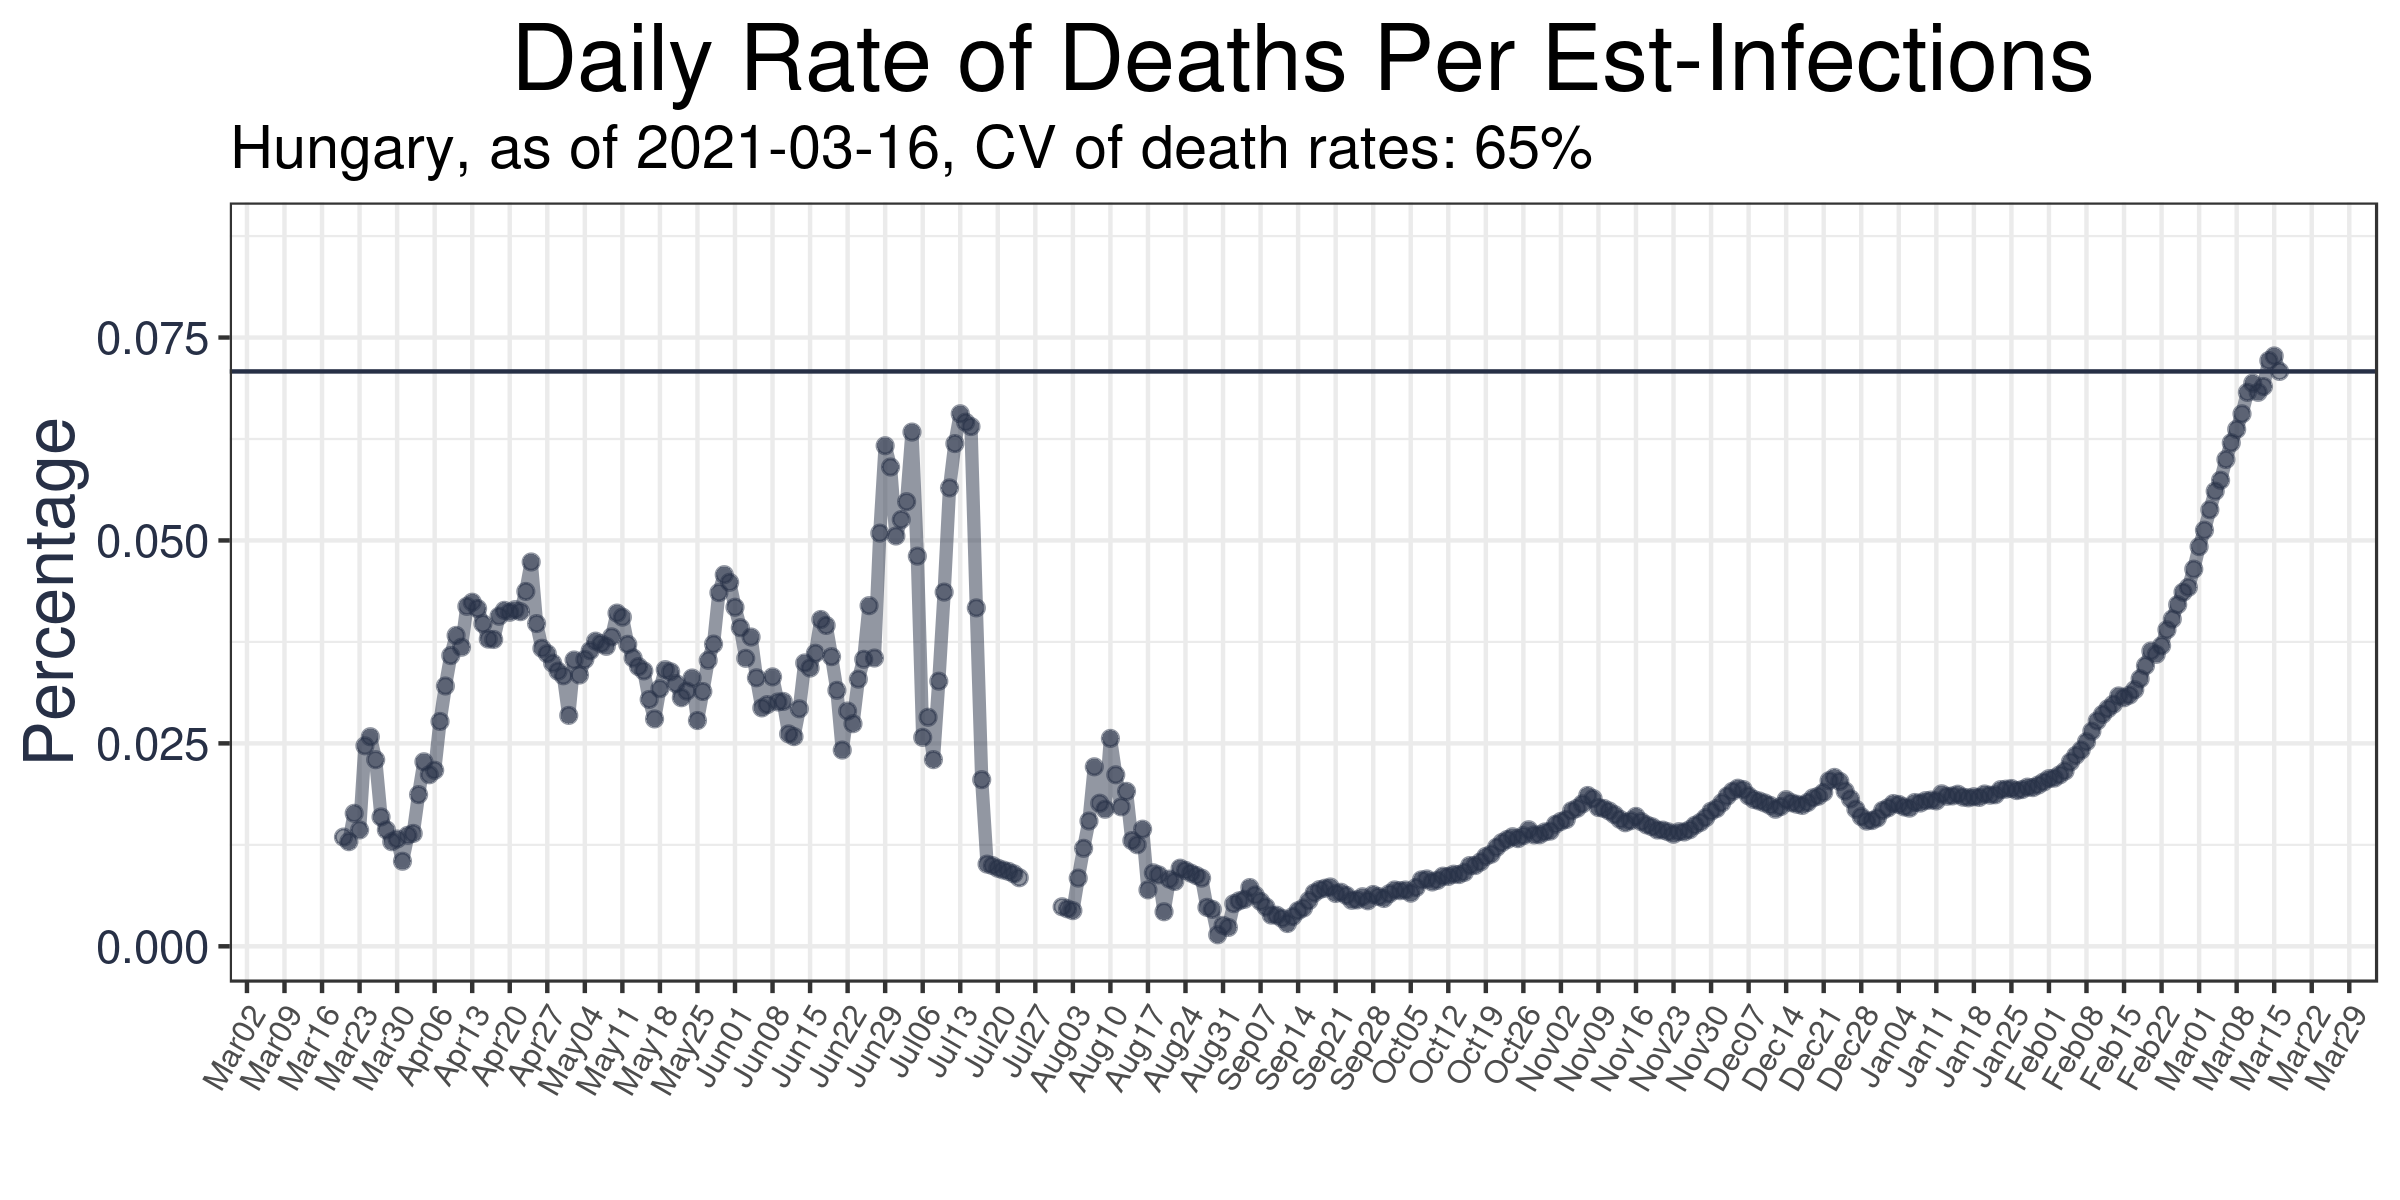 Daily Rate of Deaths Per Est-Infections
Hungary, as of 2021-03-16, CV of death rates: 65%
Percentage
0.075
0.050
0.025
0.000
Mar02 Mar09 Mar16 Mar23 Mar30 Apr06 Apr13 Apr20 Apr27 May04 May11 May18 May25 Jun01 Jun08 Jun15 Jun22 Jun29 Jul06 Jul13 Jul20 Jul27 Aug03 Aug10 Aug17 Aug24 Aug31 Sep07 Sep14 Sep21 Sep28 Oct05 Oct12 Oct19 Oct26 Nov02 Nov09 Nov16 Nov23 Nov30 Dec07 Dec14 Dec21 Dec28 Jan04 Jan11 Jan18 Jan25 Feb01 Feb08 Feb15 Feb22 Mar01 Mar08 Mar15 Mar22 Mar29